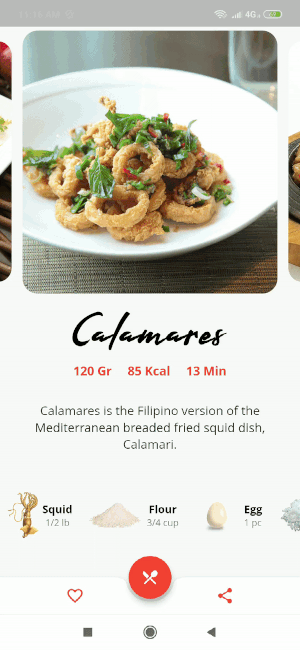 4G
Calamares
120 Gr 85 Kcal 13 Min
Calamares is the Filipino version of the
Mediterranean breaded fried squid dish,
Calamari.
Squid Flour Egg
1/2 lb 3/4 cup 1 pc